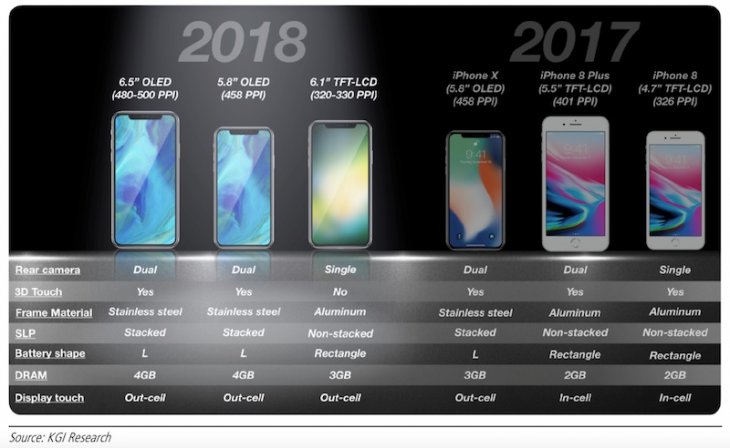 2018 2017
6.5" OLED
(480-500 PPI)
5.8" OLED
(458 PPI)
6.1" TFT-LCD
(320-330 PPI)
iPhone X
(5.8" OLED)
(458 PPI)
iPhone 8 Plus
(5.5" TFT-LCD)
(401 PPI)
iPhone 8
(4.7" TFT-LCD)
(326 PPI)
9:41 9:41 9:41
Rear camera Dual Dual Single Dual Dual Single
3D Touch Yes Yes No Yes Yes Yes
Frame Material Stainless steel Stainless steel Aluminum Stainless steel Aluminum Aluminum
SLP Stacked Stacked Non-stacked Stacked Non-stacked Non-stacked
Battery shape L L Rectangle L Rectangle Rectangle
DRAM 4GB 4GB 3GB 3GB 2GB 2GB
Display touch Out-cell Out-cell Out-cell Out-cell In-cell In-cell
Source: KGI Research